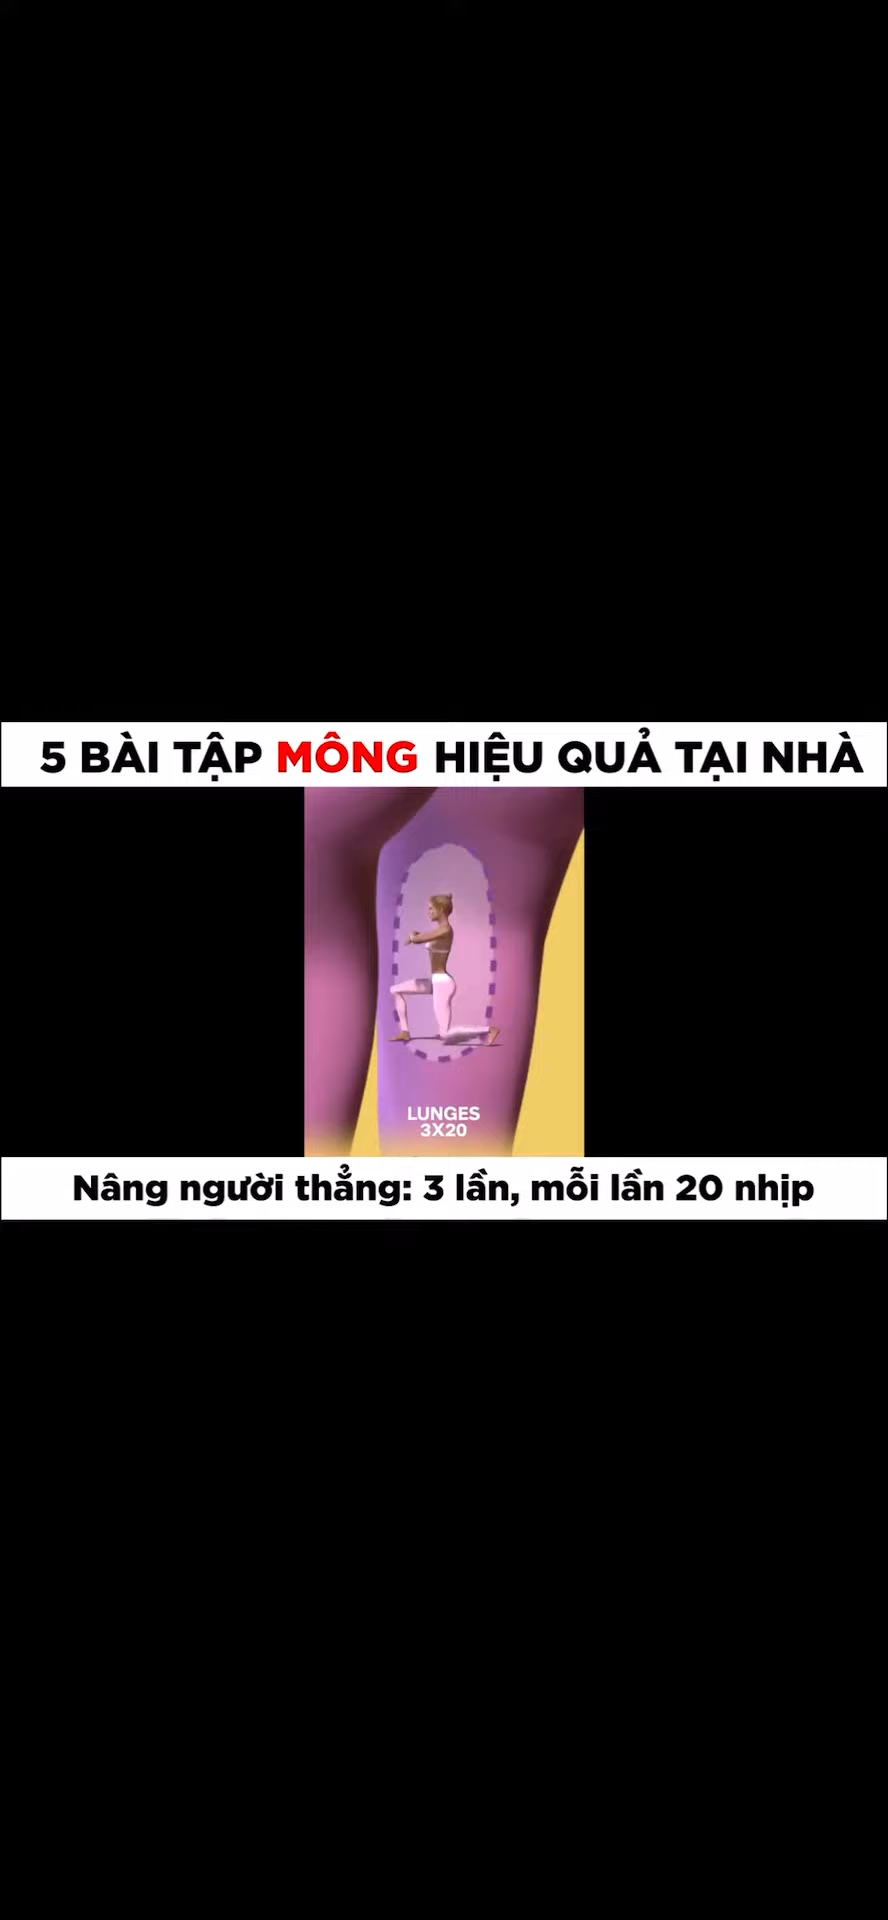 5 BÀI TẬP MÔNG HIỆU QUẢ TẠI NHÀ
LUNGES
3X20
Nâng người thẳng: 3 lần, mỗi lần 20 nhịp